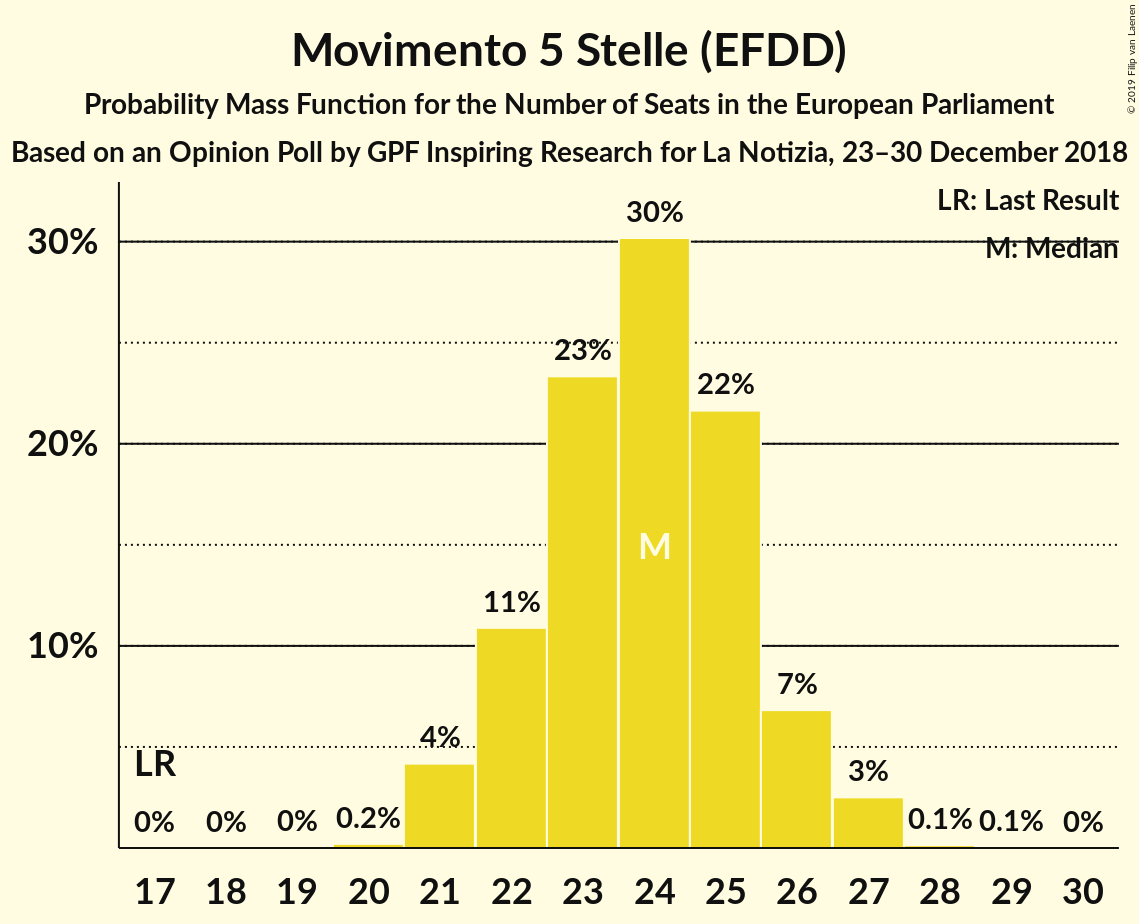 Movimento 5 Stelle (EFDD)
Probability Mass Function for the Number of Seats in the European Parliament
Based on an Opinion Poll by GPF Inspiring Research for La Notizia, 23–30 December 2018
© 2019 Filip van Laenen
LR: Last Result
M: Median
30%
20%
10%
LR
M
0%
0%
0%
0.2%
4%
11%
23%
30%
22%
7%
3%
0.1%
0.1%
0%
17 18 19 20 21 22 23 24 25 26 27 28 29 30